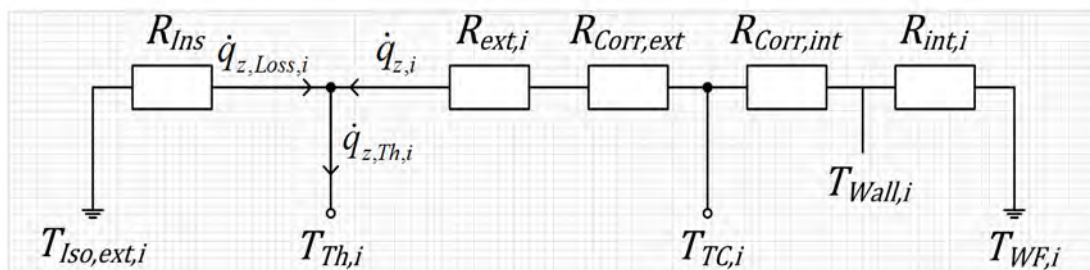 R_Ins
q̇_z,Loss,i
q̇_z,i
R_ext,i
R_Corr,ext
R_Corr,int
R_int,i
q̇_z,Th,i
T_Wall,i
T_Iso,ext,i
T_Th,i
T_TC,i
T_WF,i